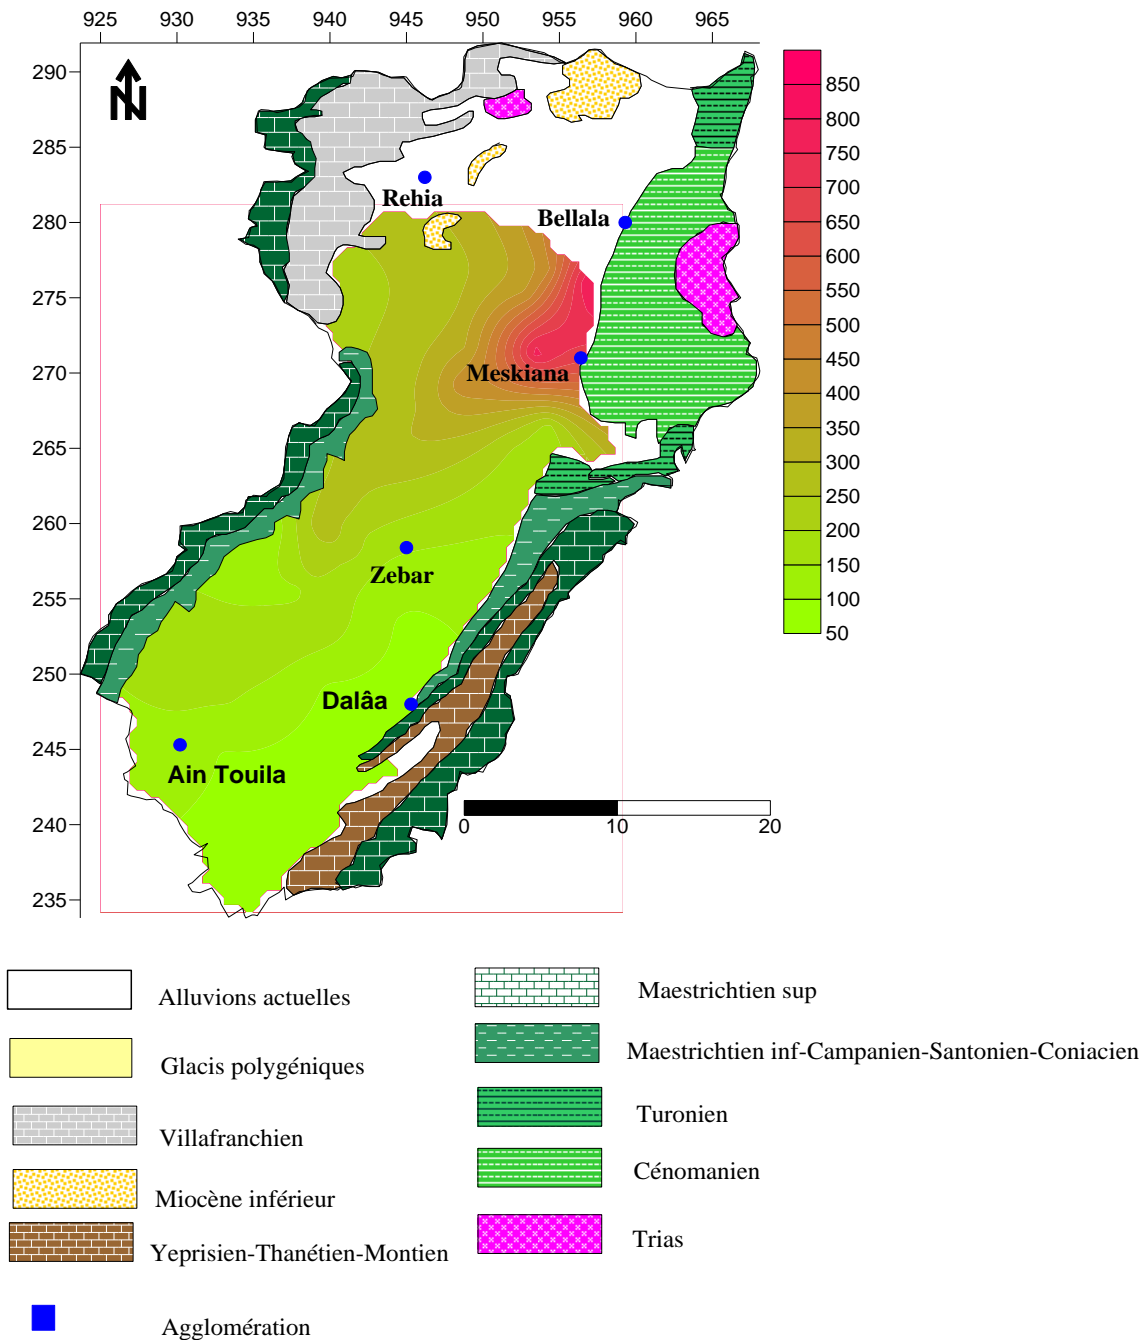 925 930 935 940 945 950 955 960 965
290
285
280
275
270
265
260
255
250
245
240
235
N
Rehia
Bellala
Meskiana
Zebar
Dalâa
Ain Touila
850
800
750
700
650
600
550
500
450
400
350
300
250
200
150
100
50
0 10 20
Alluvions actuelles
Glacis polygéniques
Villafranchien
Miocène inférieur
Yeprisien-Thanétien-Montien
Agglomération
Maestrichtien sup
Maestrichtien inf-Campanien-Santonien-Coniacien
Turonien
Cénomanien
Trias